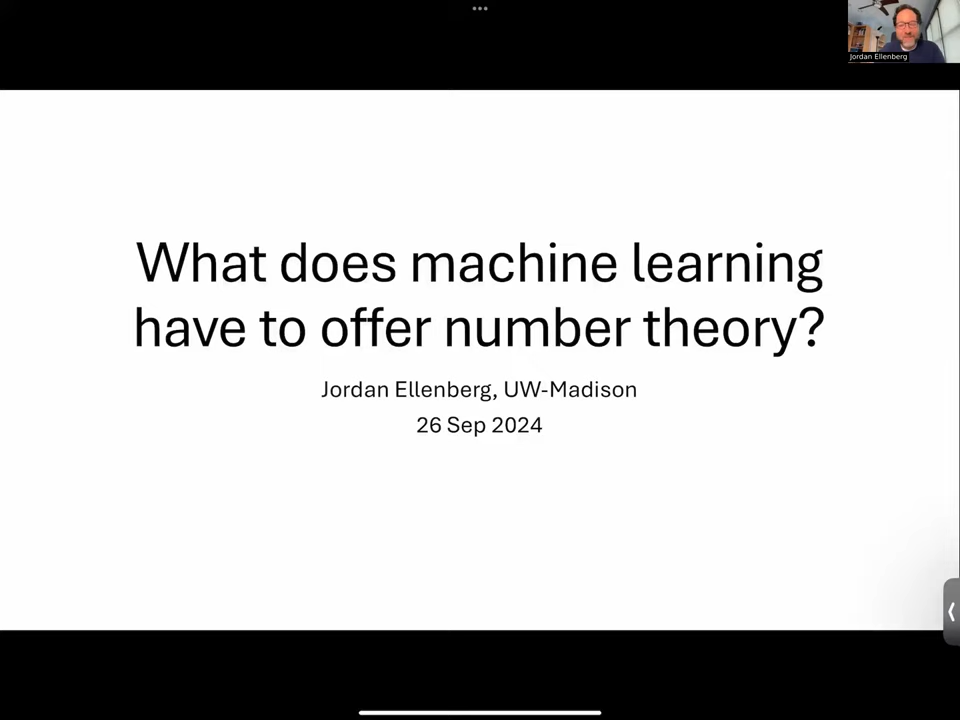 Jordan Ellenberg
What does machine learning
have to offer number theory?
Jordan Ellenberg, UW-Madison
26 Sep 2024